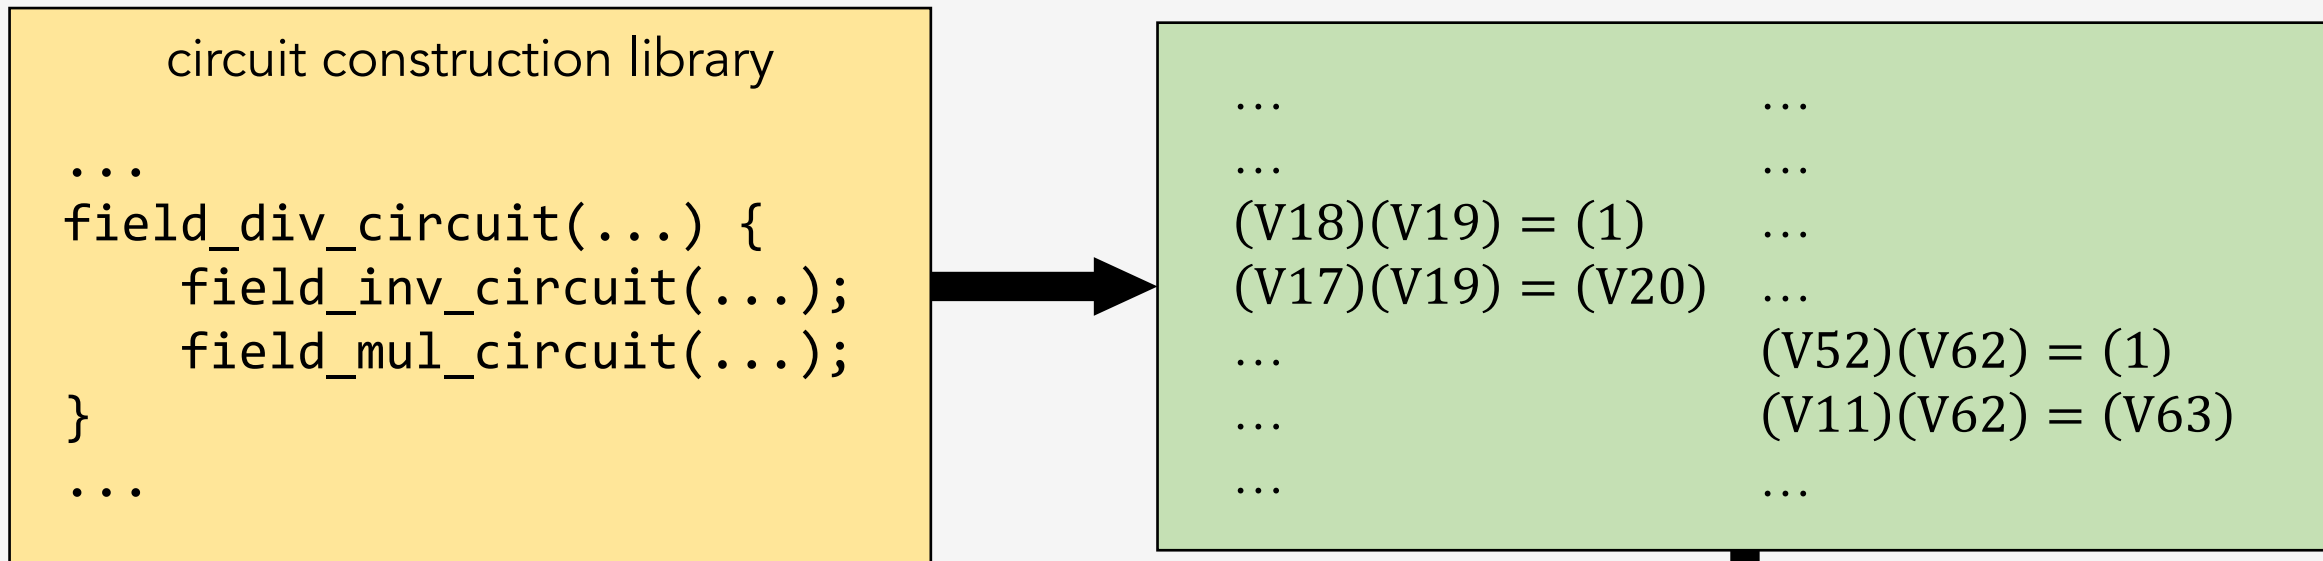 circuit construction library
...
field_div_circuit(...) {
    field_inv_circuit(...);
    field_mul_circuit(...);
}
...
...
...
(V18)(V19) = (1)
(V17)(V19) = (V20)
...
...
...
...
...
...
...
(V52)(V62) = (1)
(V11)(V62) = (V63)
...